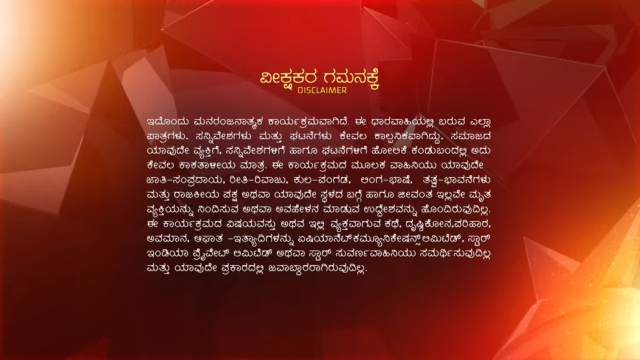 ವೀಕ್ಷಕರ ಗಮನಕ್ಕೆ
DISCLAIMER
ಇದೊಂದು ಮನರಂಜನಾತ್ಮಕ ಕಾರ್ಯಕ್ರಮವಾಗಿದೆ. ಈ ಧಾರವಾಹಿಯಲ್ಲಿ ಬರುವ ಎಲ್ಲಾ
ಪಾತ್ರಗಳು, ಸನ್ನಿವೇಶಗಳು ಮತ್ತು ಘಟನೆಗಳು ಕೇವಲ ಕಾಲ್ಪನಿಕವಾಗಿದ್ದು, ಸಮಾಜದ
ಯಾವುದೇ ವ್ಯಕ್ತಿಗೆ, ಸನ್ನಿವೇಶಗಳಿಗೆ ಹಾಗೂ ಘಟನೆಗಳಿಗೆ ಹೋಲಿಕೆ ಕಂಡುಬಂದಲ್ಲಿ ಅದು
ಕೇವಲ ಕಾಕತಾಳೀಯ ಮಾತ್ರ. ಈ ಕಾರ್ಯಕ್ರಮದ ಮೂಲಕ ವಾಹಿನಿಯು ಯಾವುದೇ
ಜಾತಿ-ಸಂಪ್ರದಾಯ, ರೀತಿ-ರಿವಾಜು, ಕುಲ-ಪಂಗಡ, ಲಿಂಗ-ಭಾಷೆ, ತತ್ವ-ಭಾವನೆಗಳು
ಮತ್ತು ರಾಜಕೀಯ ಪಕ್ಷ ಅಥವಾ ಯಾವುದೇ ಸ್ಥಳದ ಬಗ್ಗೆ ಹಾಗೂ ಜೀವಂತ ಇಲ್ಲವೇ ಮೃತ
ವ್ಯಕ್ತಿಯನ್ನು ನಿಂದಿಸುವ ಅಥವಾ ಅವಹೇಳನ ಮಾಡುವ ಉದ್ದೇಶವನ್ನು ಹೊಂದಿರುವುದಿಲ್ಲ.
ಈ ಕಾರ್ಯಕ್ರಮದ ವಿಷಯವಸ್ತು ಅಥವ ಇಲ್ಲಿ ವ್ಯಕ್ತವಾಗುವ ಕಥೆ, ದೃಷ್ಟಿಕೋನ,ಪರಿಹಾರ,
ಅವಮಾನ, ಆಘಾತ -ಇತ್ಯಾದಿಗಳನ್ನು ಏಷಿಯಾನೆಟ್‌ಕಮ್ಯೂನಿಕೇಷನ್ಸ್‌ಲಿಮಿಟೆಡ್, ಸ್ಟಾರ್
ಇಂಡಿಯಾ ಪ್ರೈವೇಟ್ ಲಿಮಿಟೆಡ್ ಅಥವಾ ಸ್ಟಾರ್ ಸುವರ್ಣವಾಹಿನಿಯು ಸಮರ್ಥಿಸುವುದಿಲ್ಲ
ಮತ್ತು ಯಾವುದೇ ಪ್ರಕಾರದಲ್ಲಿ ಜವಾಬ್ದಾರರಾಗಿರುವುದಿಲ್ಲ.